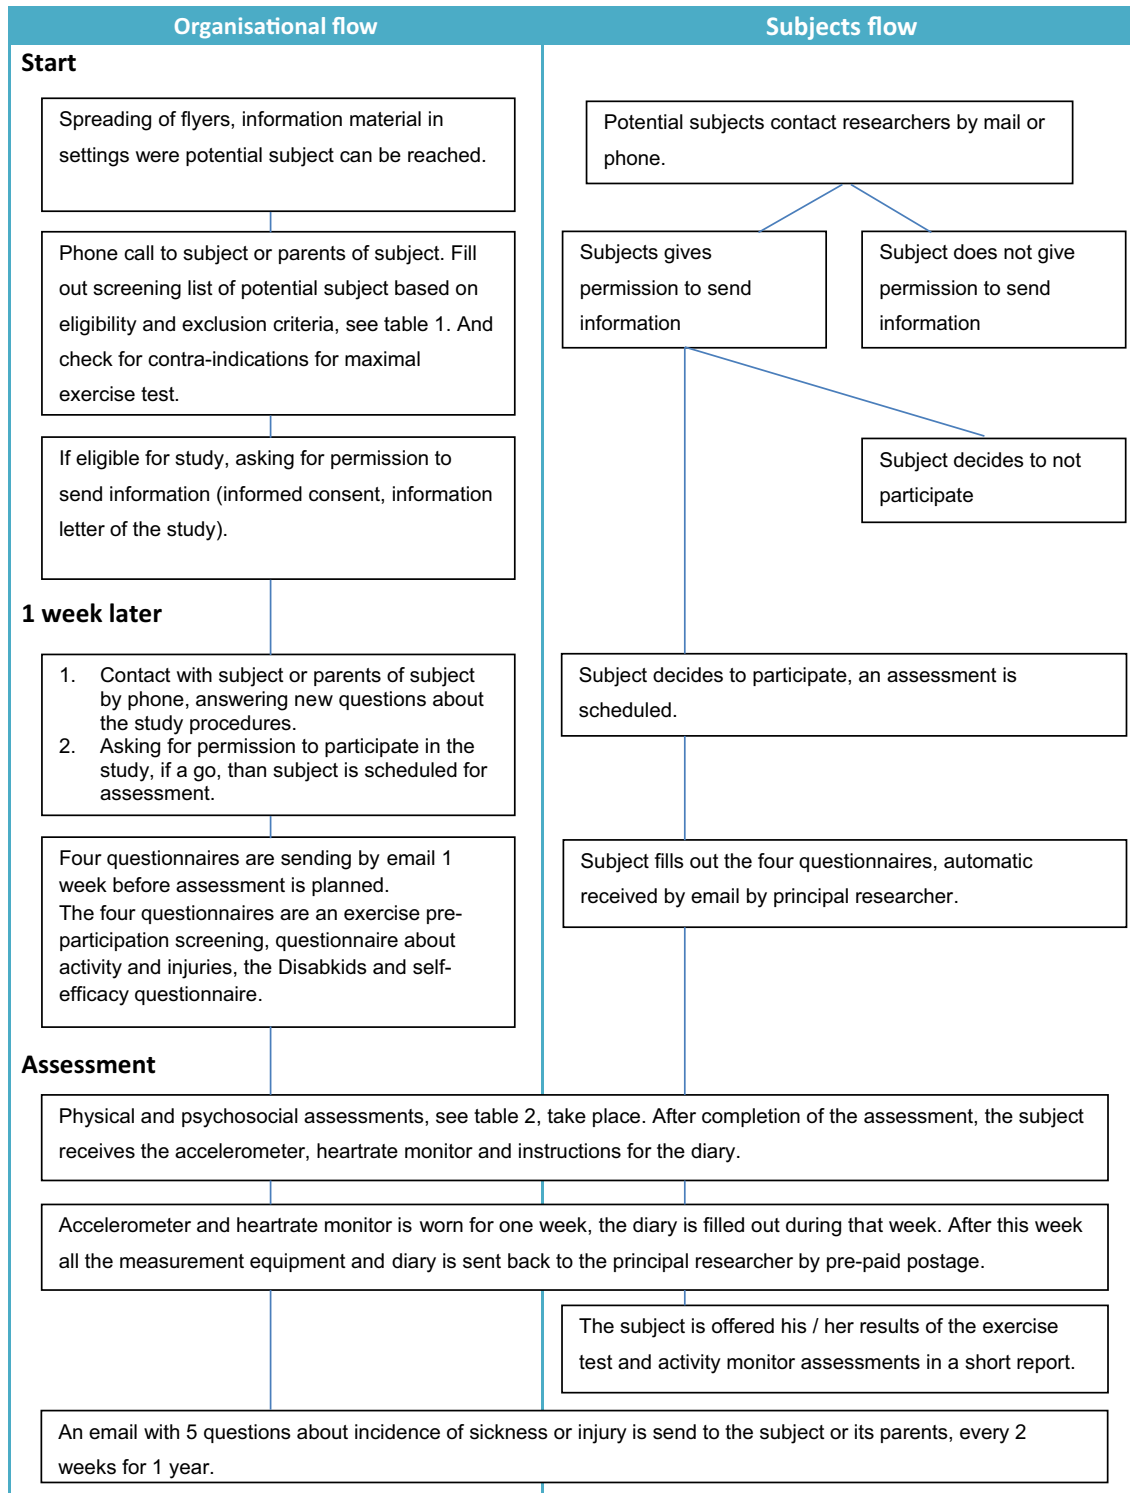 Organisational flow
Subjects flow
Start
Spreading of flyers, information material in
settings were potential subject can be reached.
Potential subjects contact researchers by mail or
phone.
Phone call to subject or parents of subject. Fill
out screening list of potential subject based on
eligibility and exclusion criteria, see table 1. And
check for contra-indications for maximal
exercise test.
Subjects gives
permission to send
information
Subject does not give
permission to send
information
If eligible for study, asking for permission to
send information (informed consent, information
letter of the study).
Subject decides to not
participate
1 week later
1. Contact with subject or parents of subject
by phone, answering new questions about
the study procedures.
2. Asking for permission to participate in the
study, if a go, than subject is scheduled for
assessment.
Subject decides to participate, an assessment is
scheduled.
Four questionnaires are sending by email 1
week before assessment is planned.
The four questionnaires are an exercise pre-
participation screening, questionnaire about
activity and injuries, the Disabkids and self-
efficacy questionnaire.
Subject fills out the four questionnaires, automatic
received by email by principal researcher.
Assessment
Physical and psychosocial assessments, see table 2, take place. After completion of the assessment, the subject
receives the accelerometer, heartrate monitor and instructions for the diary.
Accelerometer and heartrate monitor is worn for one week, the diary is filled out during that week. After this week
all the measurement equipment and diary is sent back to the principal researcher by pre-paid postage.
The subject is offered his / her results of the exercise
test and activity monitor assessments in a short report.
An email with 5 questions about incidence of sickness or injury is send to the subject or its parents, every 2
weeks for 1 year.